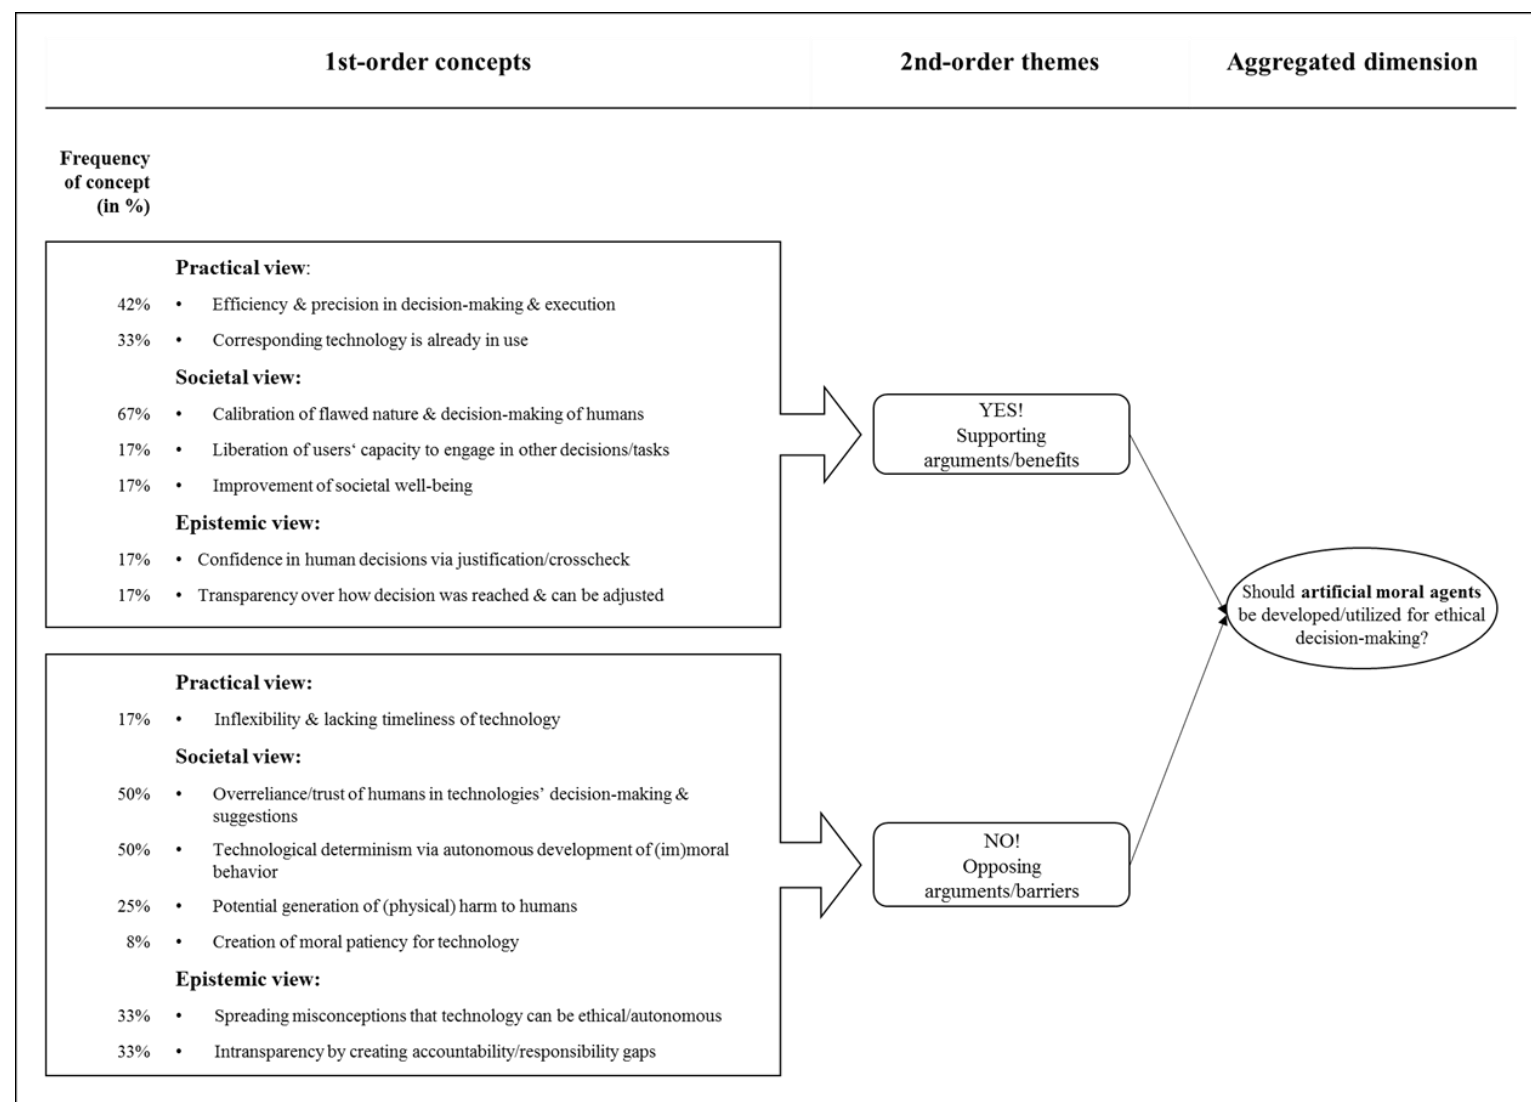 1st-order concepts
2nd-order themes
Aggregated dimension
Frequency
of concept
(in %)
Practical view:
42% • Efficiency & precision in decision-making & execution
33% • Corresponding technology is already in use
Societal view:
67% • Calibration of flawed nature & decision-making of humans
17% • Liberation of users‘ capacity to engage in other decisions/tasks
17% • Improvement of societal well-being
Epistemic view:
17% • Confidence in human decisions via justification/crosscheck
17% • Transparency over how decision was reached & can be adjusted
YES!
Supporting
arguments/benefits
Practical view:
17% • Inflexibility & lacking timeliness of technology
Societal view:
50% • Overreliance/trust of humans in technologies’ decision-making &
suggestions
50% • Technological determinism via autonomous development of (im)moral
behavior
25% • Potential generation of (physical) harm to humans
8% • Creation of moral patiency for technology
Epistemic view:
33% • Spreading misconceptions that technology can be ethical/autonomous
33% • Intransparency by creating accountability/responsibility gaps
NO!
Opposing
arguments/barriers
Should artificial moral agents
be developed/utilized for ethical
decision-making?